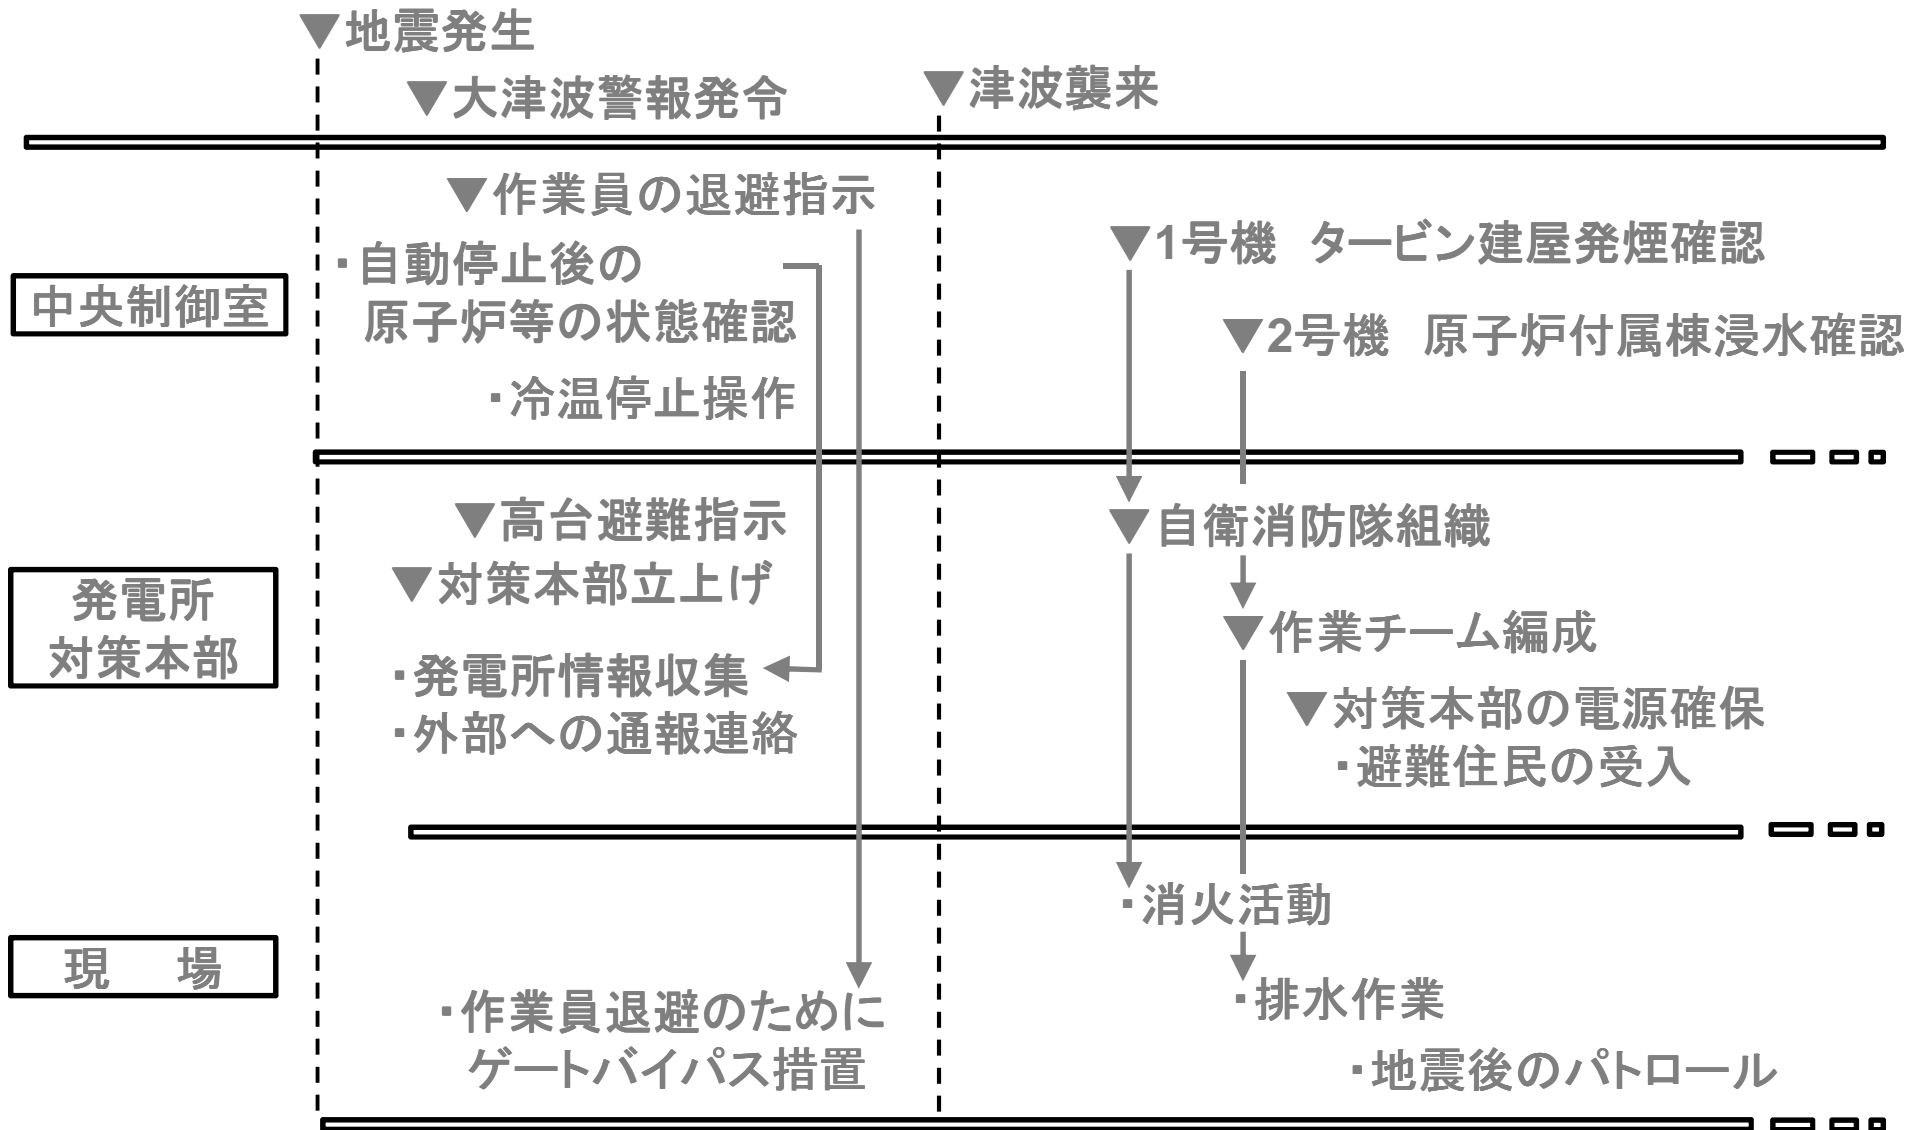 ▼地震発生
▼大津波警報発令
▼津波襲来
▼作業員の退避指示
・自動停止後の
原子炉等の状態確認
・冷温停止操作
▼1号機 タービン建屋発煙確認
▼2号機 原子炉付属棟浸水確認
中央制御室
▼高台避難指示
▼対策本部立上げ
・発電所情報収集
・外部への通報連絡
▼自衛消防隊組織
▼作業チーム編成
▼対策本部の電源確保
・避難住民の受入
発電所
対策本部
・消火活動
・排水作業
現 場
・作業員退避のために
ゲートバイパス措置
・地震後のパトロール